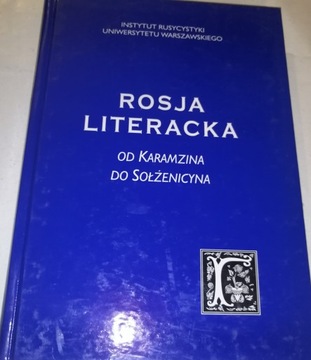 INSTYTUT RUSYCYSTYKI
UNIWERSYTETU WARSZAWSKIEGO
ROSJA
LITERACKA
OD KARAMZINA
DO SOŁŻENICYNA
Г